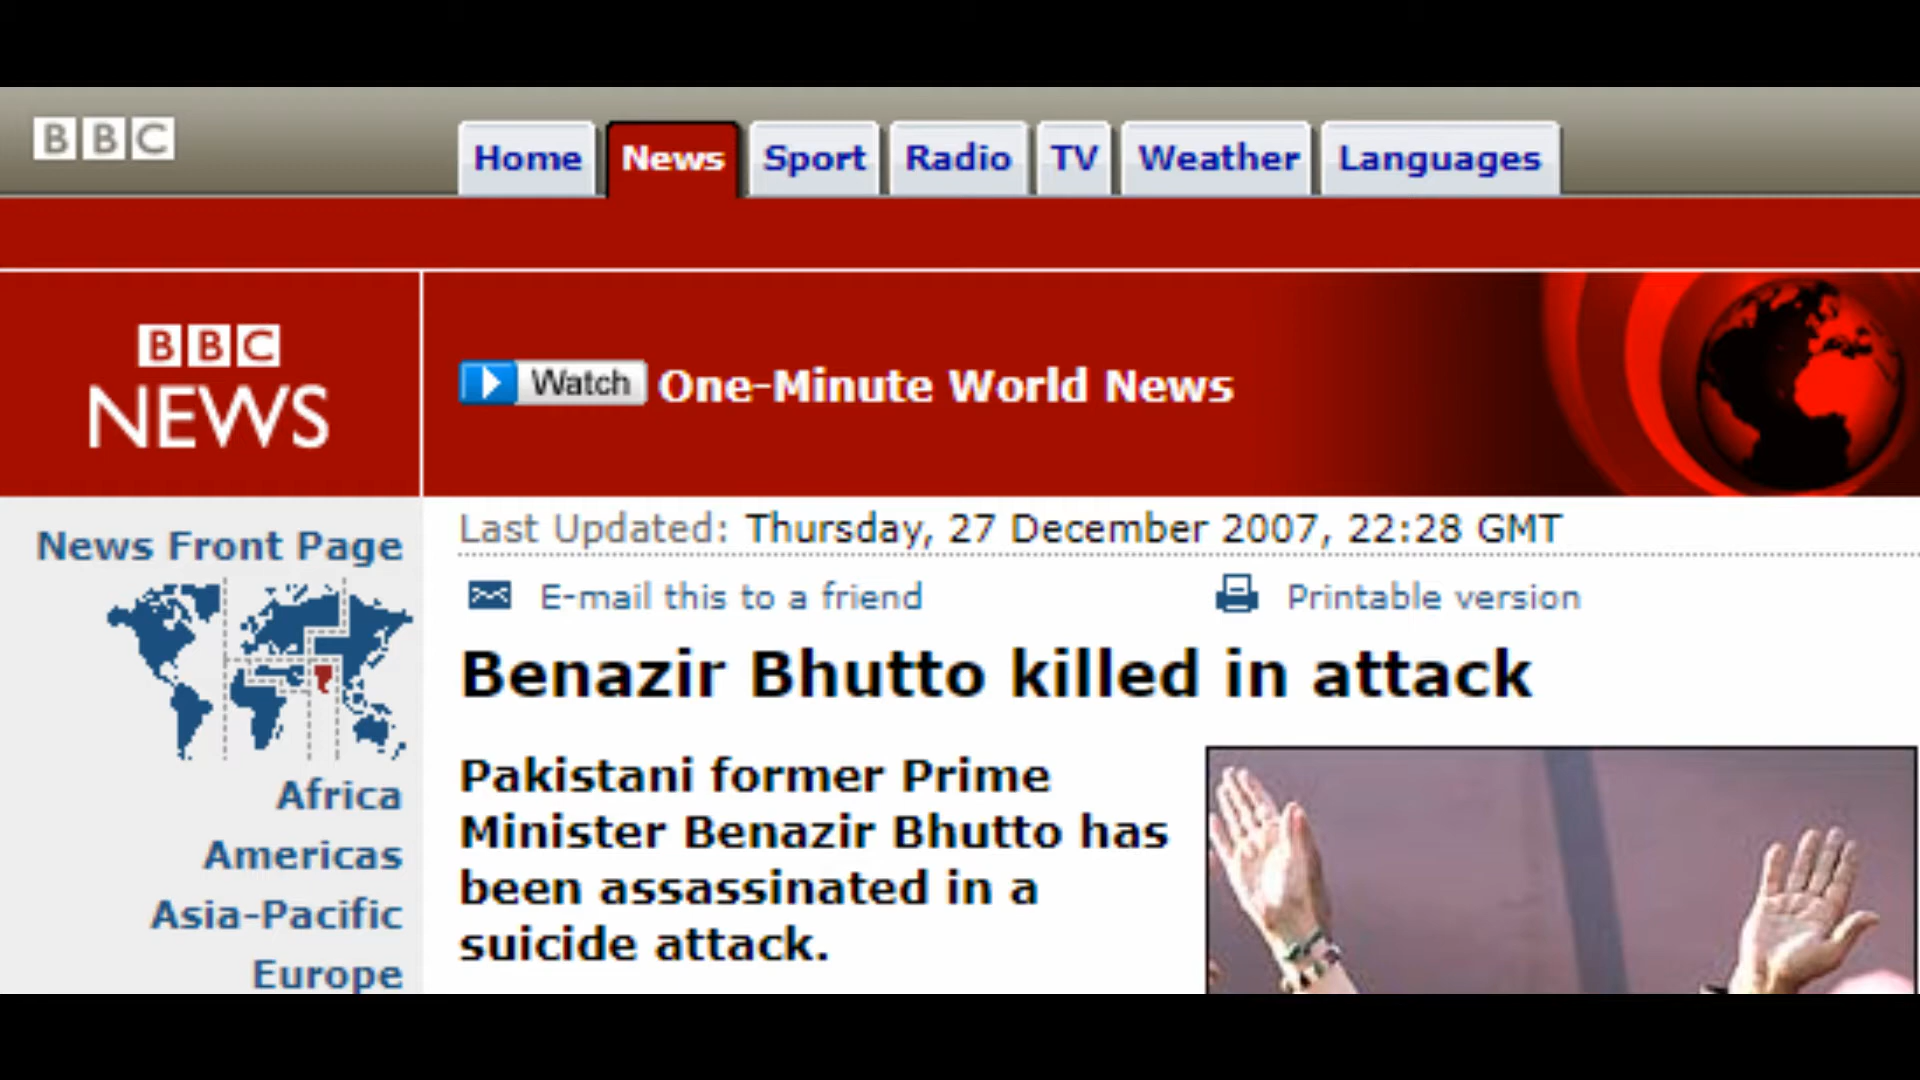 BBC
Home News Sport Radio TV Weather Languages
BBC
NEWS
Watch One-Minute World News
News Front Page
Africa
Americas
Asia-Pacific
Europe
Last Updated: Thursday, 27 December 2007, 22:28 GMT
E-mail this to a friend Printable version
Benazir Bhutto killed in attack
Pakistani former Prime
Minister Benazir Bhutto has
been assassinated in a
suicide attack.